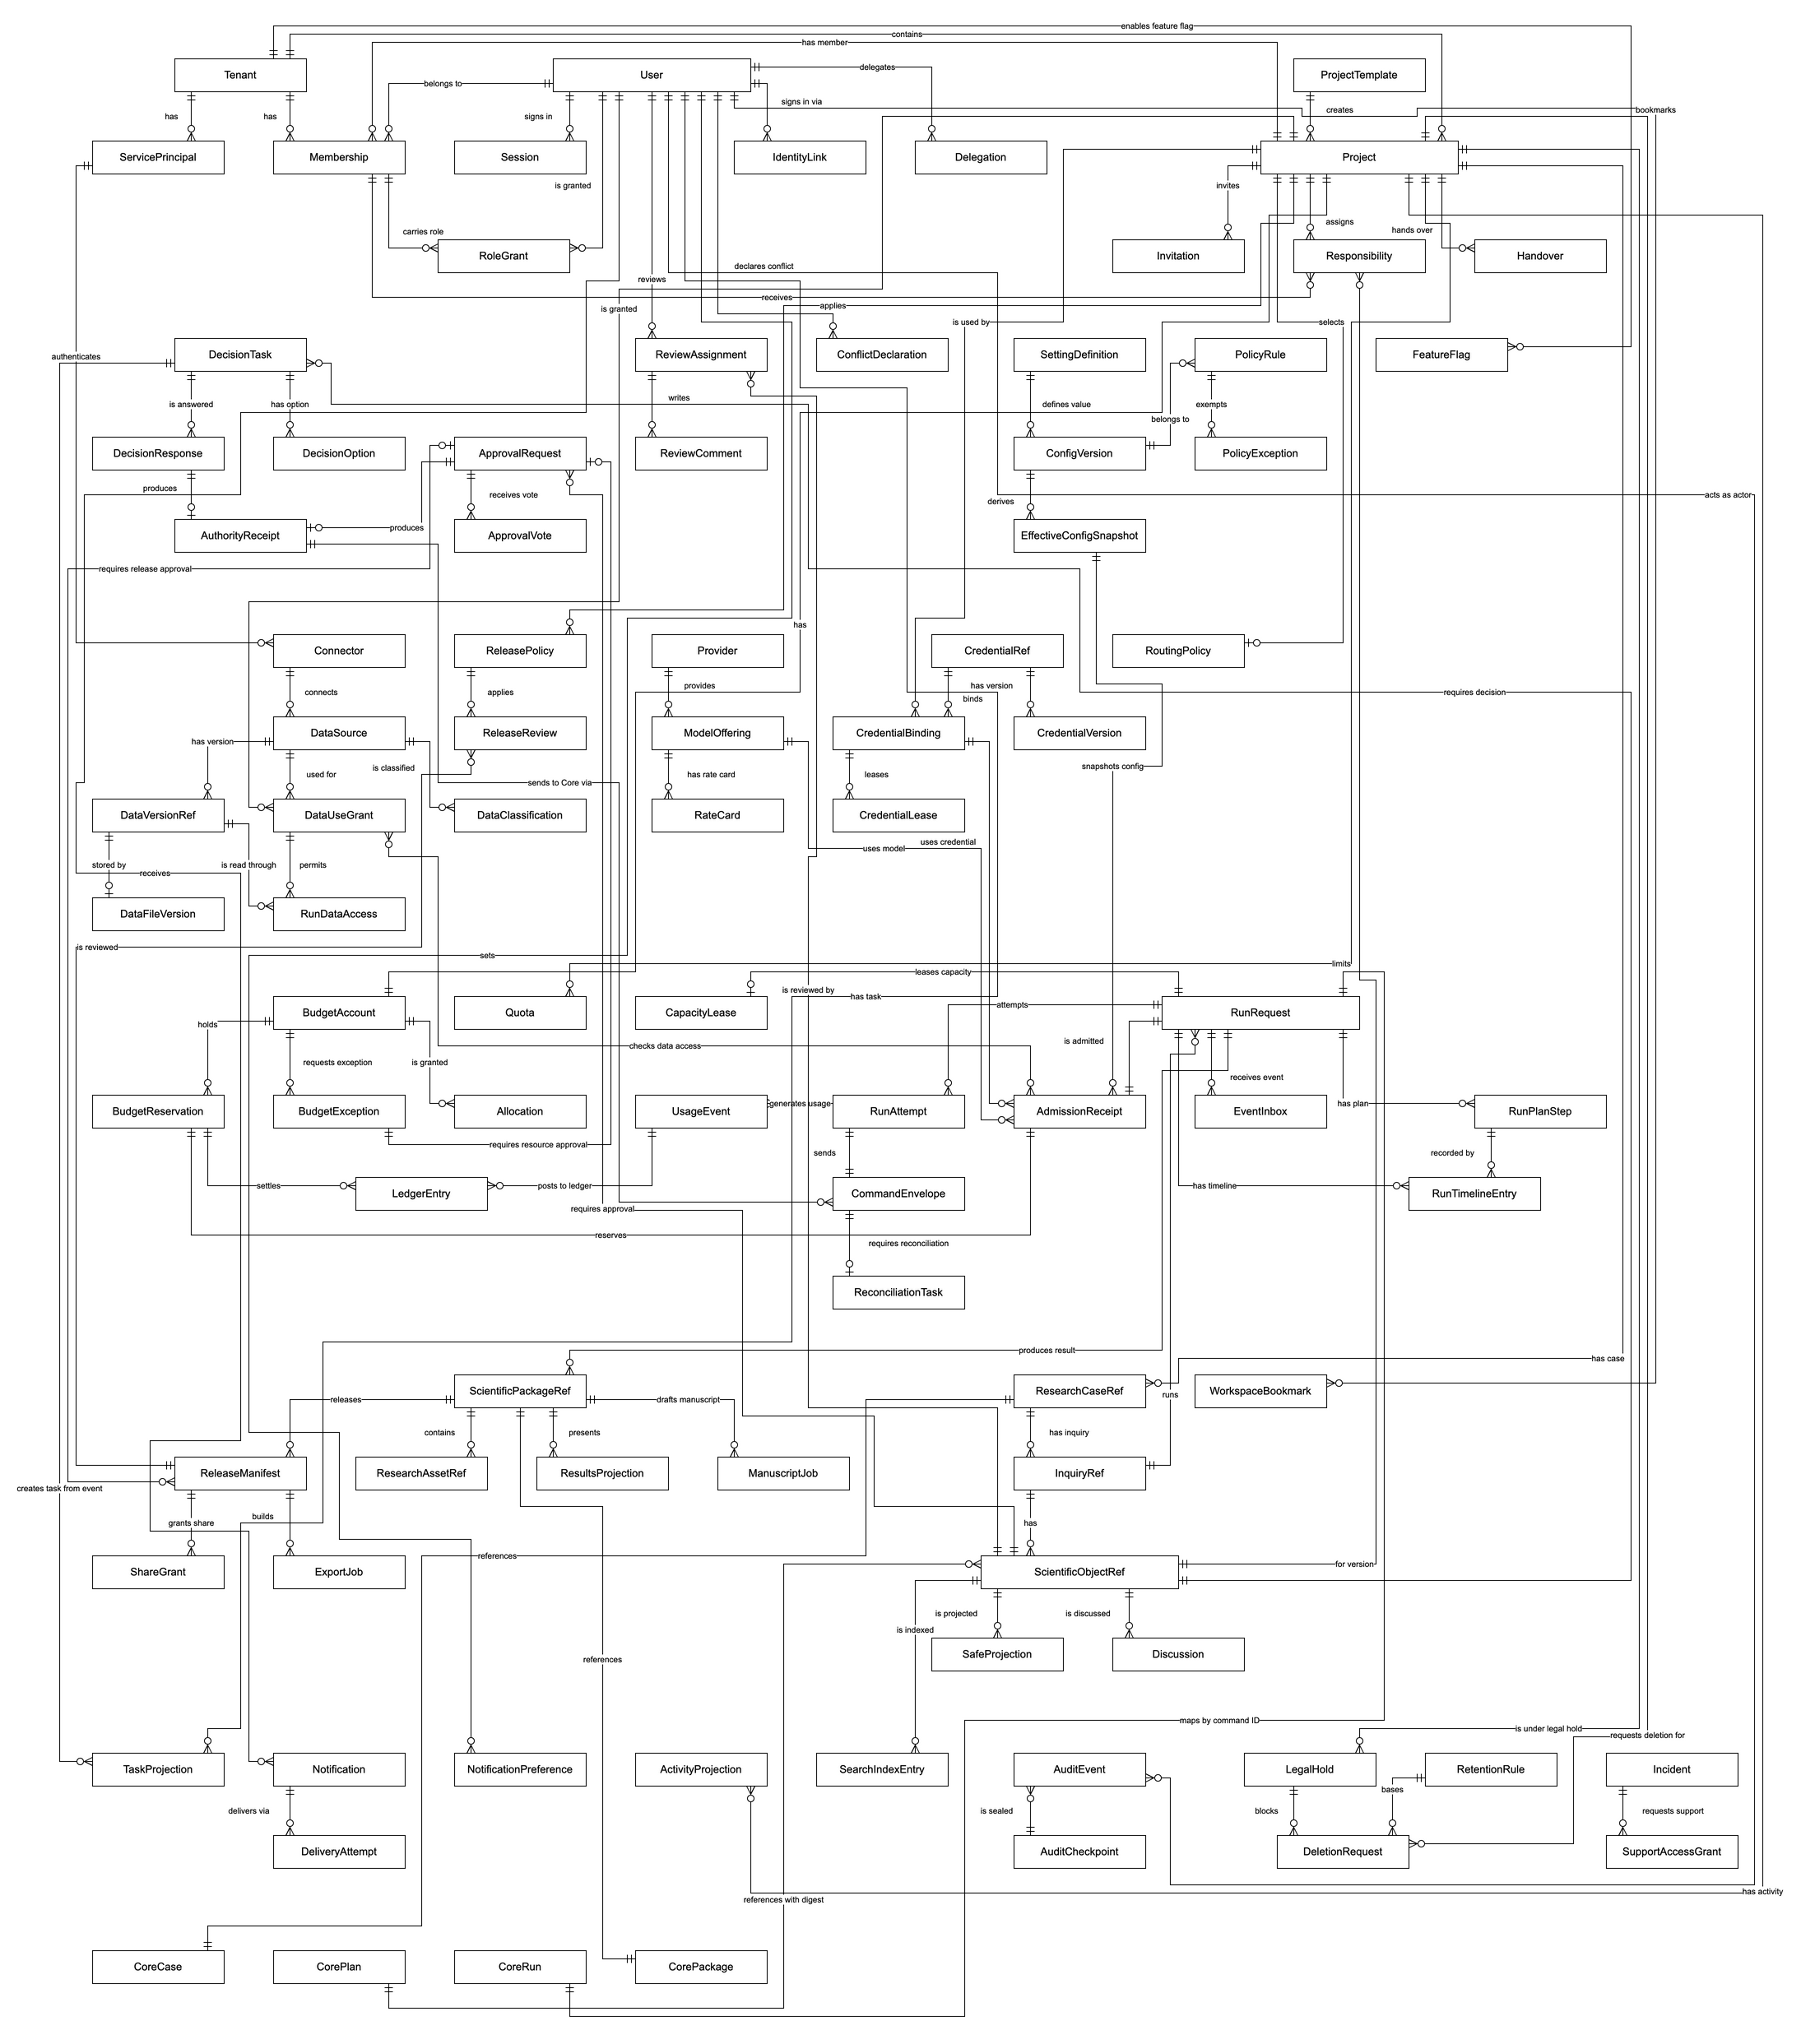 enables feature flag
contains
has member
Tenant
User
delegates
ProjectTemplate
belongs to
signs in via
creates
bookmarks
has
has
signs in
ServicePrincipal
Membership
Session
IdentityLink
Delegation
Project
is granted
invites
carries role
assigns
hands over
RoleGrant
Invitation
Responsibility
Handover
declares conflict
reviews
receives
is granted
applies
is used by
selects
authenticates
DecisionTask
ReviewAssignment
ConflictDeclaration
SettingDefinition
PolicyRule
FeatureFlag
writes
is answered
has option
defines value
exempts
belongs to
DecisionResponse
DecisionOption
ApprovalRequest
ReviewComment
ConfigVersion
PolicyException
produces
receives vote
derives
acts as actor
AuthorityReceipt
produces
ApprovalVote
EffectiveConfigSnapshot
requires release approval
has
Connector
ReleasePolicy
Provider
CredentialRef
RoutingPolicy
connects
applies
provides
has version
binds
requires decision
DataSource
ReleaseReview
ModelOffering
CredentialBinding
CredentialVersion
has version
is classified
used for
has rate card
leases
snapshots config
sends to Core via
DataVersionRef
DataUseGrant
DataClassification
RateCard
CredentialLease
uses model
uses credential
stored by
is read through
permits
receives
DataFileVersion
RunDataAccess
is reviewed
sets
limits
leases capacity
is reviewed by
has task
BudgetAccount
Quota
CapacityLease
attempts
RunRequest
holds
requests exception
is granted
checks data access
is admitted
receives event
BudgetReservation
BudgetException
Allocation
UsageEvent
generates usage
RunAttempt
AdmissionReceipt
EventInbox
has plan
RunPlanStep
requires resource approval
sends
recorded by
settles
LedgerEntry
posts to ledger
CommandEnvelope
has timeline
RunTimelineEntry
requires approval
reserves
requires reconciliation
ReconciliationTask
produces result
has case
ScientificPackageRef
ResearchCaseRef
WorkspaceBookmark
releases
drafts manuscript
runs
contains
presents
has inquiry
ReleaseManifest
ResearchAssetRef
ResultsProjection
ManuscriptJob
InquiryRef
creates task from event
grants share
builds
has
references
ShareGrant
ExportJob
ScientificObjectRef
for version
is projected
is discussed
is indexed
SafeProjection
Discussion
references
maps by command ID
is under legal hold
requests deletion for
TaskProjection
Notification
NotificationPreference
ActivityProjection
SearchIndexEntry
AuditEvent
LegalHold
RetentionRule
Incident
bases
delivers via
is sealed
blocks
requests support
DeliveryAttempt
AuditCheckpoint
DeletionRequest
SupportAccessGrant
references with digest
has activity
CoreCase
CorePlan
CoreRun
CorePackage